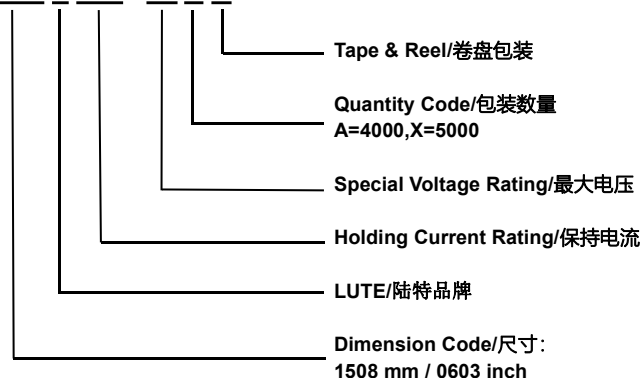 Tape & Reel/卷盘包装
Quantity Code/包装数量
A=4000,X=5000
Special Voltage Rating/最大电压
Holding Current Rating/保持电流
LUTE/陆特品牌
Dimension Code/尺寸：
1508 mm / 0603 inch